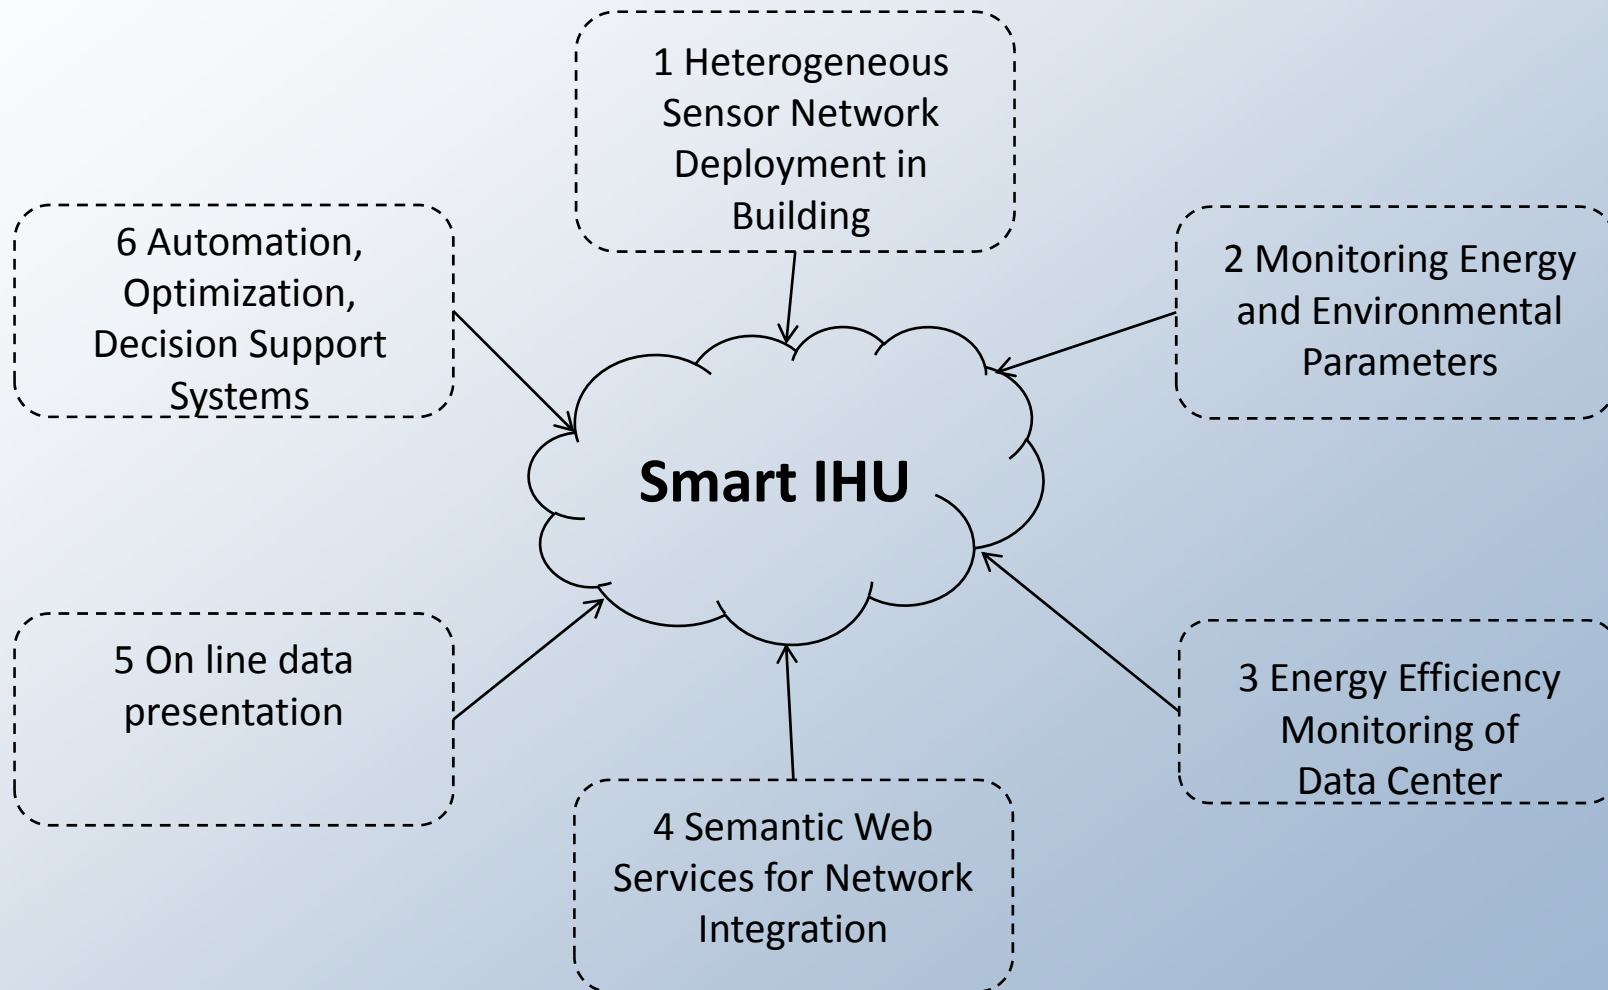 1 Heterogeneous
Sensor Network
Deployment in
Building
2 Monitoring Energy
and Environmental
Parameters
3 Energy Efficiency
Monitoring of
Data Center
4 Semantic Web
Services for Network
Integration
5 On line data
presentation
6 Automation,
Optimization,
Decision Support
Systems
Smart IHU